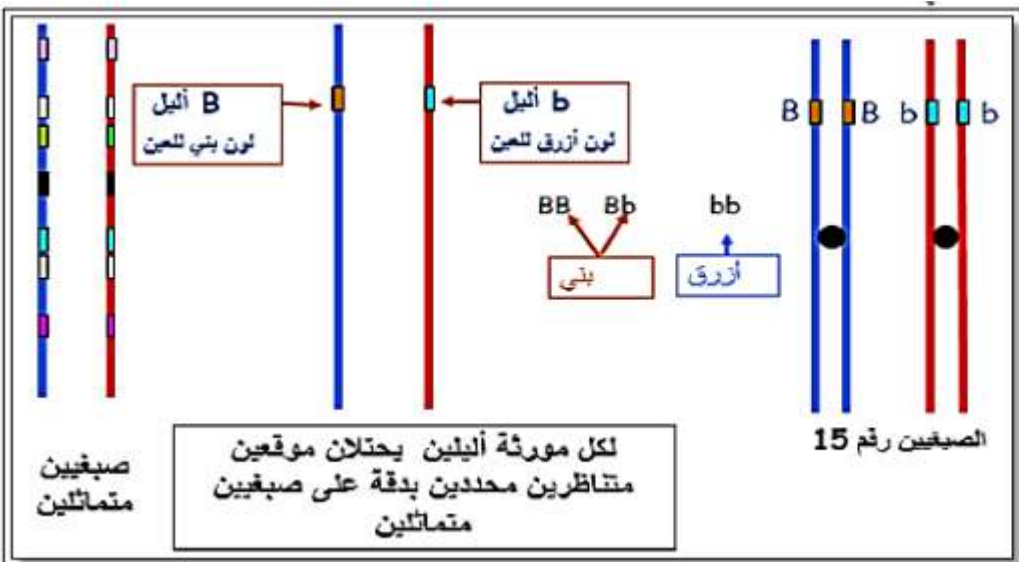 B أليل
لون بني للعين
b أليل
لون أزرق للعين
B B b b
BB Bb bb
بني
أزرق
الصبغيين رقم 15
صبغيين
متماثلين
لكل مورثة أليلين يحتلان موقعين
متناظرين محددين بدقة على صبغيين
متماثلين